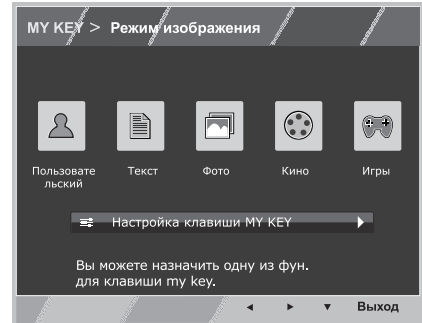 MY KEY > Режим изображения
Пользовате
льский
Текст
Фото
Кино
Игры
Настройка клавиши MY KEY
Вы можете назначить одну из фун.
для клавиши my key.
Выход